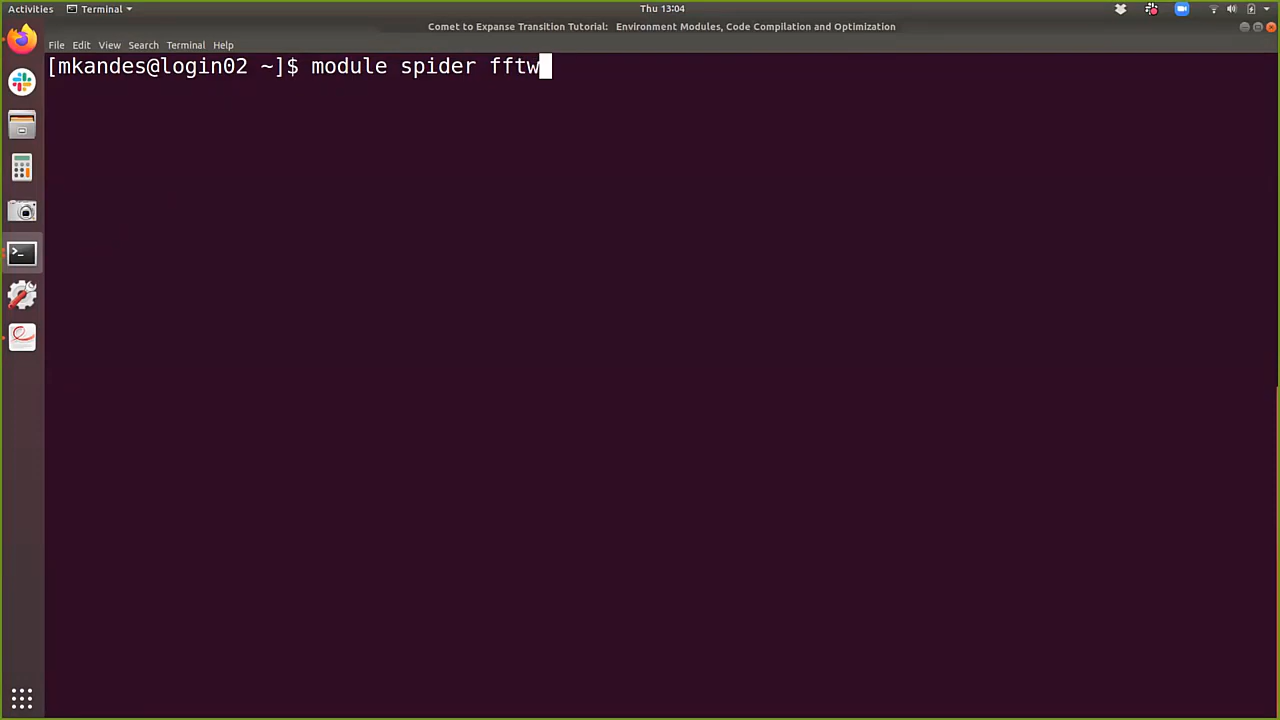 Activities Terminal Thu 13:04
Comet to Expanse Transition Tutorial: Environment Modules, Code Compilation and Optimization
File Edit View Search Terminal Help
[mkandes@login02 ~]$ module spider fftw